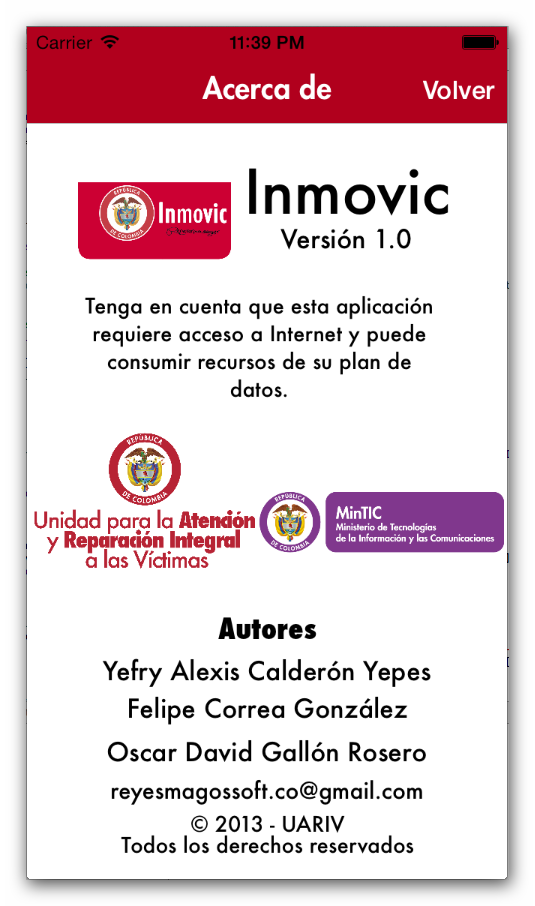 Carrier 11:39 PM
Acerca de Volver
REPÚBLICA DE COLOMBIA
Inmovic
Inmovic
Versión 1.0
Tenga en cuenta que esta aplicación
requiere acceso a Internet y puede
consumir recursos de su plan de
datos.
REPÚBLICA DE COLOMBIA
Unidad para la Atención
y Reparación Integral
a las Víctimas
REPÚBLICA DE COLOMBIA
MinTIC
Ministerio de Tecnologías
de la Información y las Comunicaciones
Autores
Yefry Alexis Calderón Yepes
Felipe Correa González
Oscar David Gallón Rosero
reyesmagossoft.co@gmail.com
© 2013 - UARIV
Todos los derechos reservados